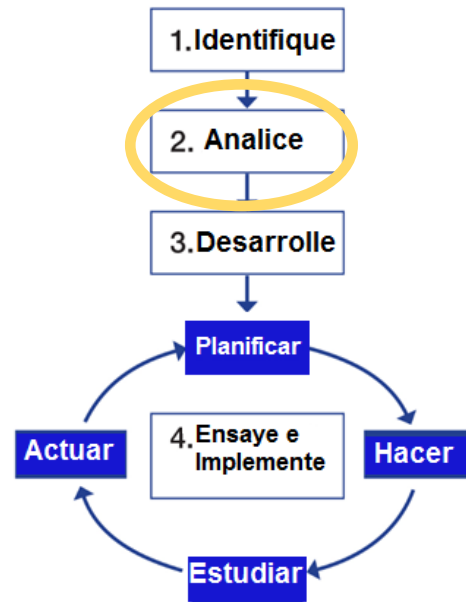 1. Identifique
2. Analice
3. Desarrolle
Planificar
Actuar
4. Ensaye e
Implemente
Hacer
Estudiar